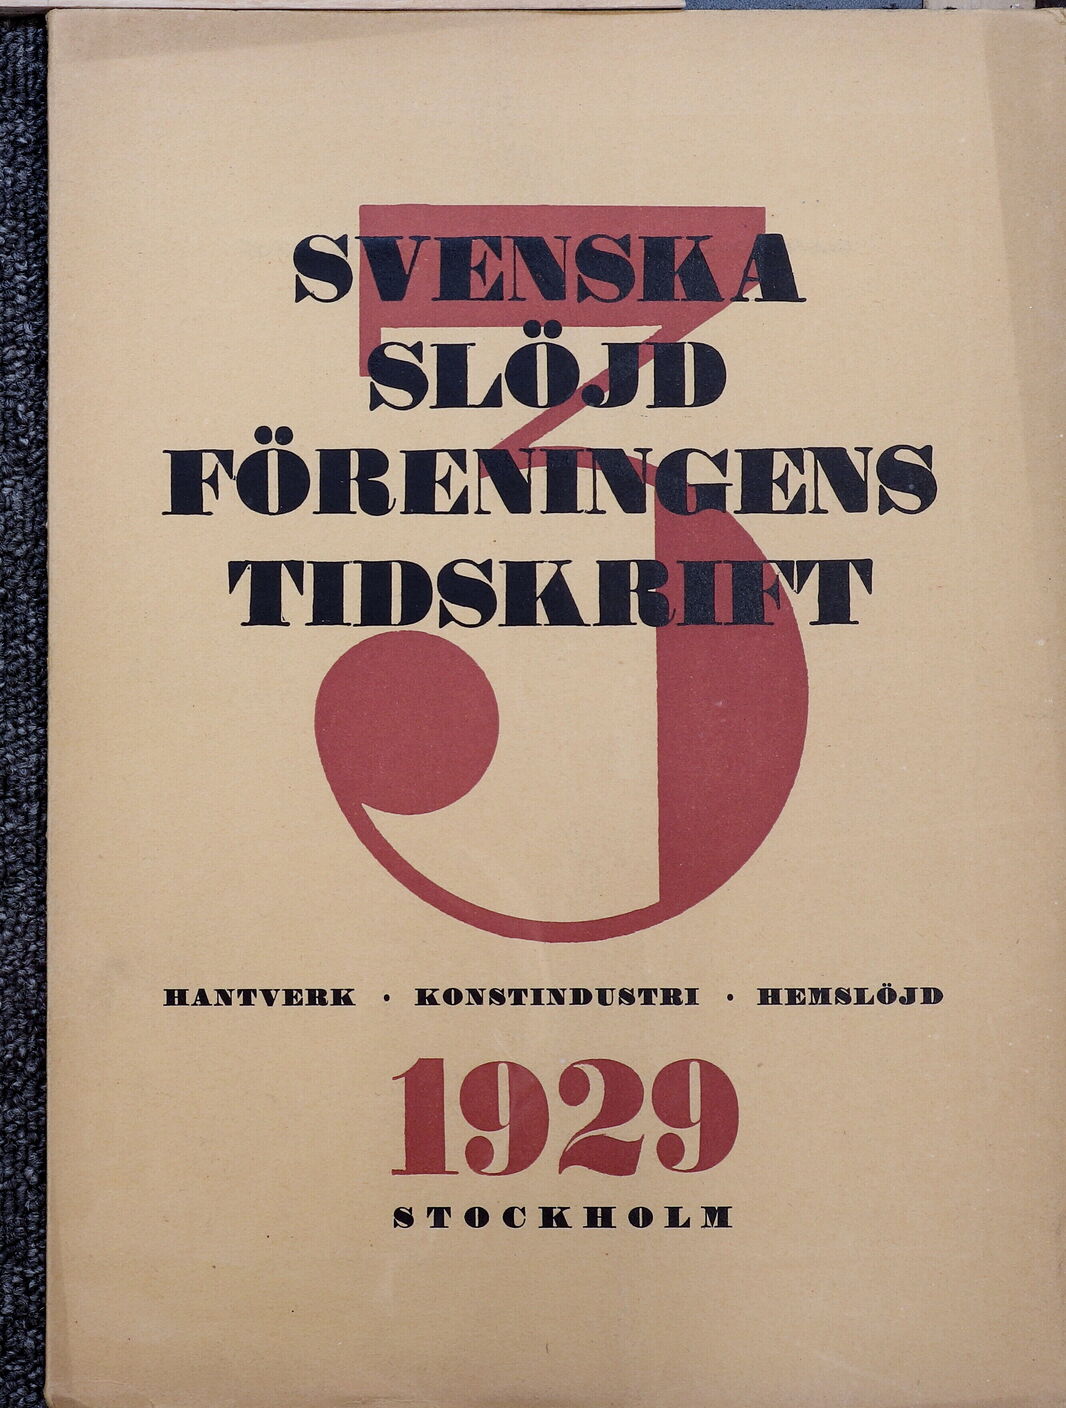 3
SVENSKA
SLÖJD
FÖRENINGENS
TIDSKRIFT
HANTVERK · KONSTINDUSTRI · HEMSLÖJD
1929
STOCKHOLM